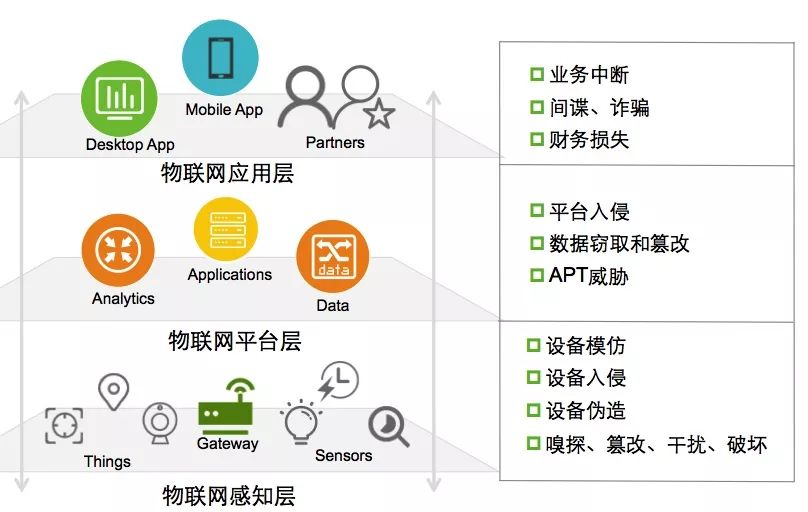 Desktop App
Mobile App
Partners
物联网应用层
业务中断
间谍、诈骗
财务损失
Analytics
Applications
data
Data
物联网平台层
平台入侵
数据窃取和篡改
APT威胁
Things
Gateway
Sensors
物联网感知层
设备模仿
设备入侵
设备伪造
嗅探、篡改、干扰、破坏